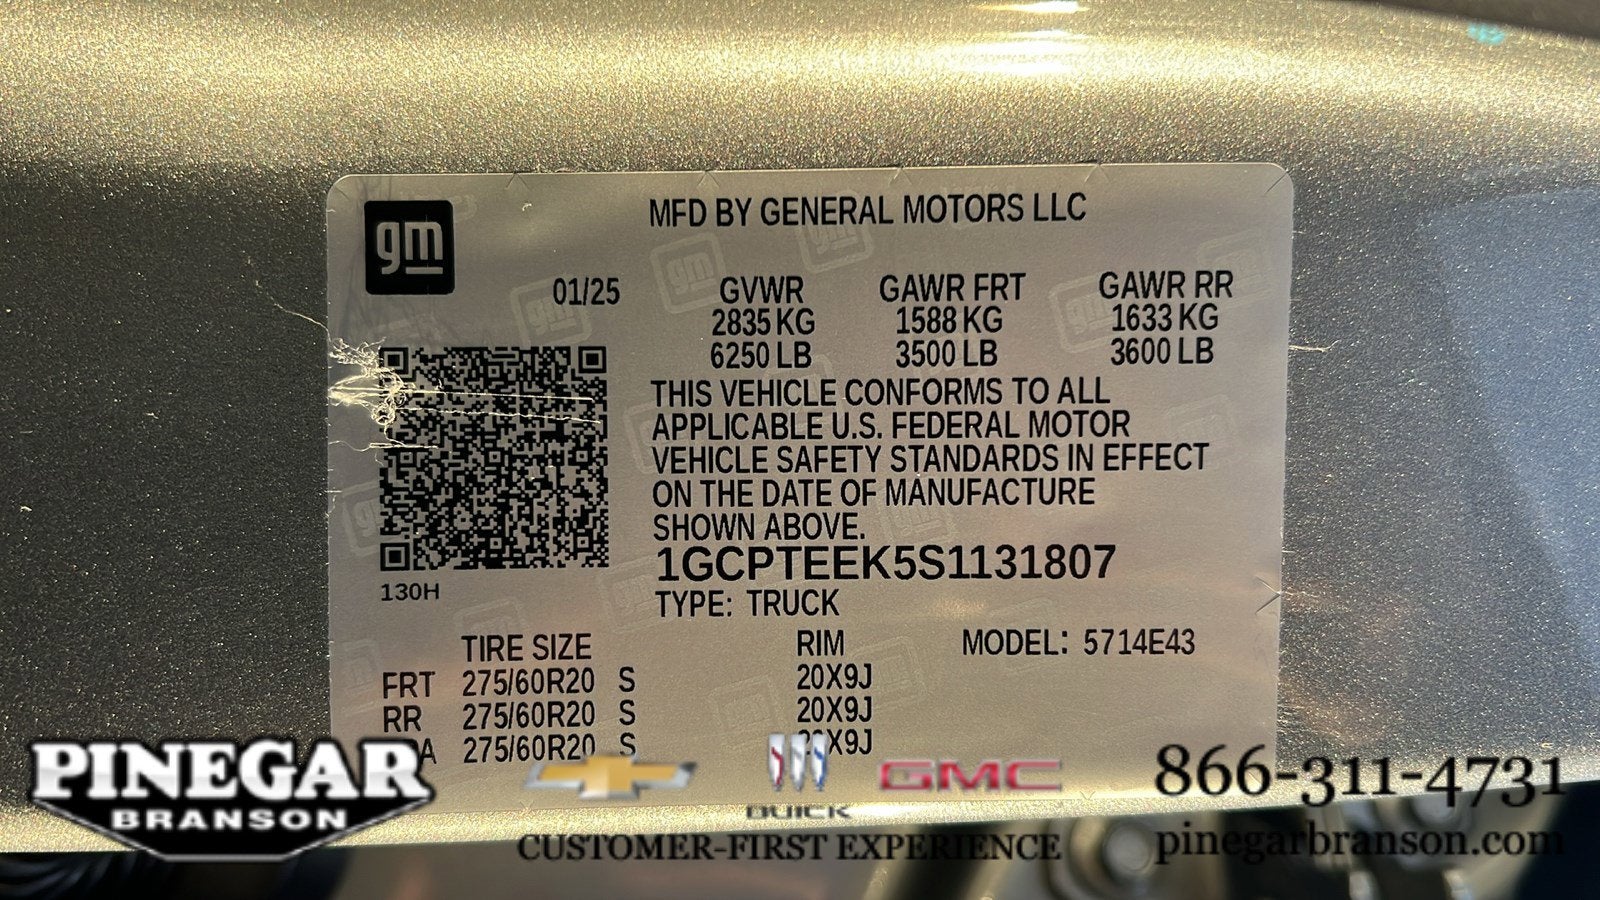 gm
MFD BY GENERAL MOTORS LLC
01/25 GVWR GAWR FRT GAWR RR
2835 KG 1588 KG 1633 KG
6250 LB 3500 LB 3600 LB
THIS VEHICLE CONFORMS TO ALL
APPLICABLE U.S. FEDERAL MOTOR
VEHICLE SAFETY STANDARDS IN EFFECT
ON THE DATE OF MANUFACTURE
SHOWN ABOVE.
1GCPTEEK5S1131807
130H
TYPE: TRUCK
TIRE SIZE RIM MODEL: 5714E43
FRT 275/60R20 S 20X9J
RR 275/60R20 S 20X9J
275/60R20 S
PINEGAR
BRANSON
BUICK
GMC
CUSTOMER-FIRST EXPERIENCE
866-311-4731
pinegarbranson.com